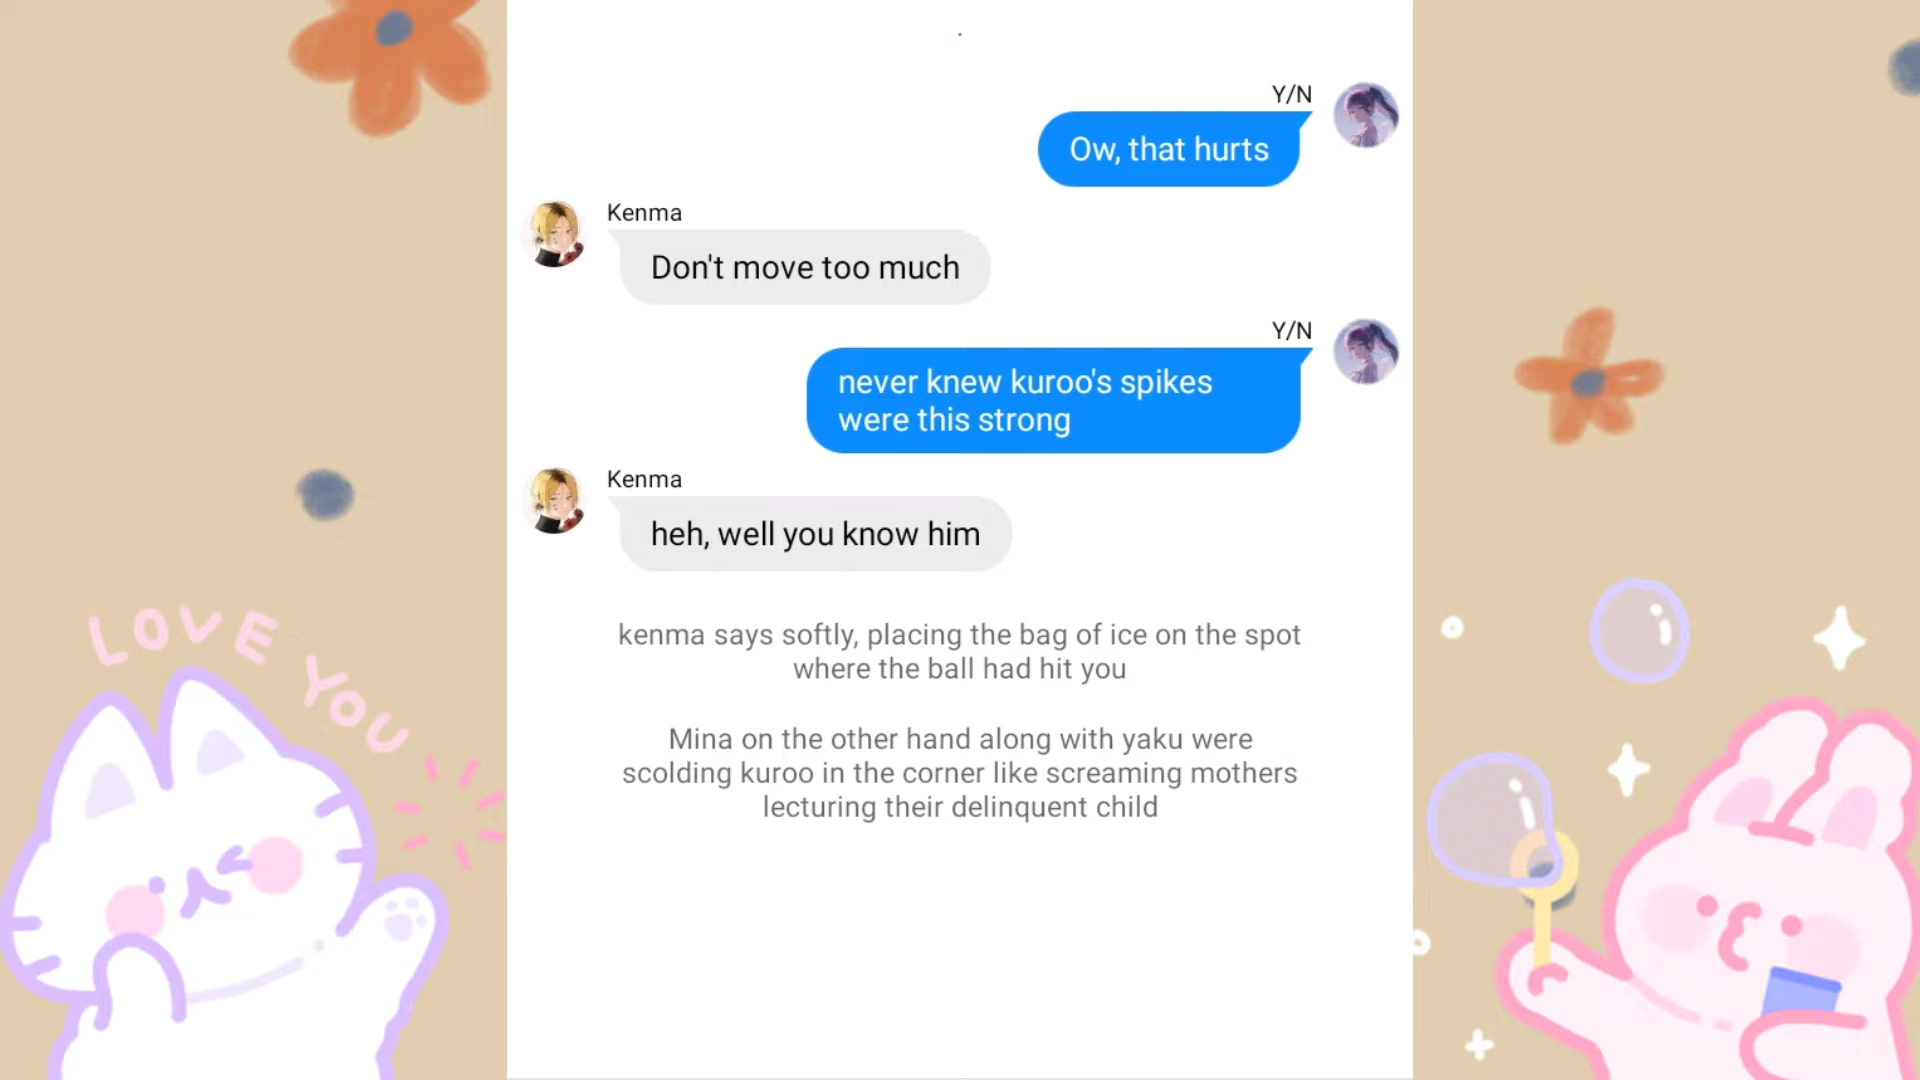 Y/N
Ow, that hurts
Kenma
Don't move too much
Y/N
never knew kuroo's spikes
were this strong
Kenma
heh, well you know him
kenma says softly, placing the bag of ice on the spot
where the ball had hit you
Mina on the other hand along with yaku were
scolding kuroo in the corner like screaming mothers
lecturing their delinquent child
LOVE
YOU